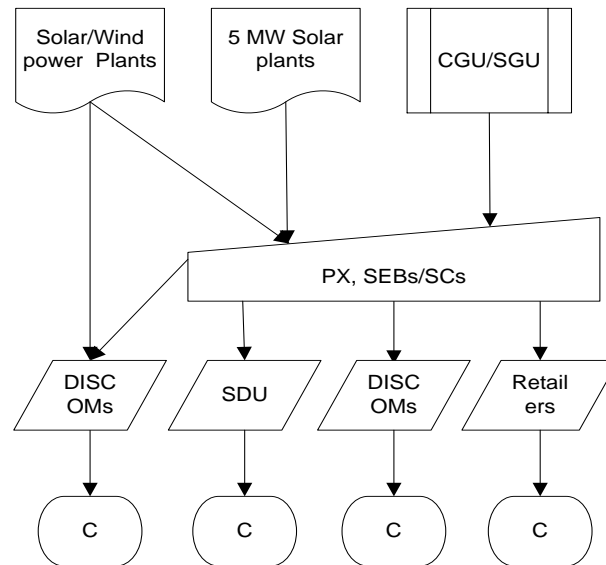 Solar/Wind
power Plants
5 MW Solar
plants
CGU/SGU
PX, SEBs/SCs
DISC
OMs
SDU
DISC
OMs
Retail
ers
C
C
C
C